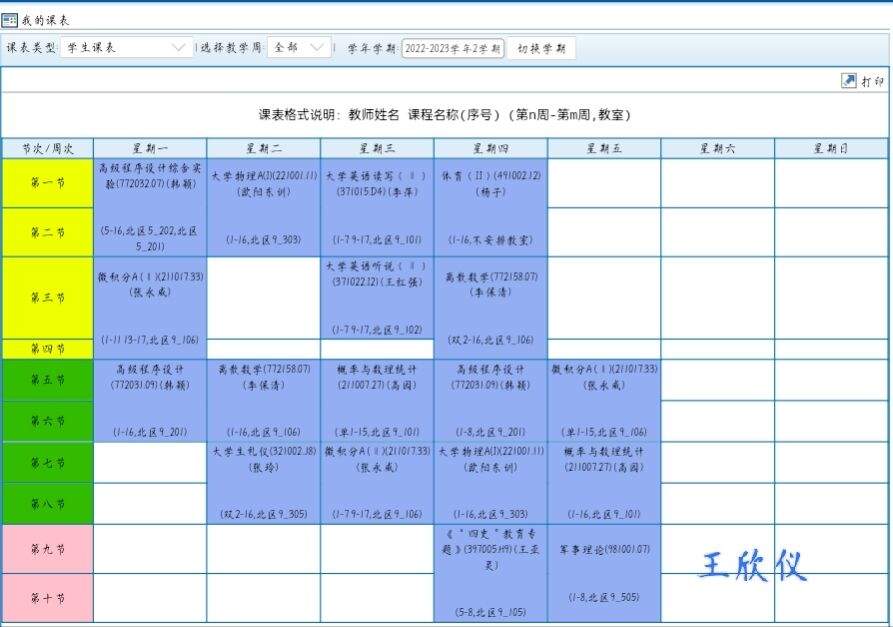 我的课表
课表类型: 学生课表 | 选择教学周: 全部 | 学年学期: 2022-2023学年2学期 切换学期
打印
课表格式说明: 教师姓名 课程名称(序号) (第n周-第m周,教室)
节次/周次 星期一 星期二 星期三 星期四 星期五 星期六 星期日
第一节
第二节
高级程序设计综合实
验(772032.07)(韩颖)
(5-16,北区5_202,北区
5_201)
大学物理A(I)(221001.11)
(欧阳东训)
(1-16,北区9_303)
大学英语读写(Ⅱ)
(371015.D4)(李萍)
(1-7 9-17,北区9_101)
体育(II)(491002.12)
(杨子)
(1-16,不安排教室)
第三节
第四节
微积分A(Ⅰ)(211017.33)
(张永威)
(1-11 13-17,北区9_106)
大学英语听说(Ⅱ)
(371022.12)(王红强)
(1-7 9-17,北区9_102)
离散数学(772158.07)
(李保清)
(双2-16,北区9_106)
第五节
第六节
高级程序设计
(772031.09)(韩颖)
(1-16,北区9_201)
离散数学(772158.07)
(李保清)
(1-16,北区9_106)
概率与数理统计
(211007.27)(高园)
(单1-15,北区9_101)
高级程序设计
(772031.09)(韩颖)
(1-8,北区9_201)
微积分A(Ⅰ)(211017.33)
(张永威)
(单1-15,北区9_106)
第七节
第八节
大学生礼仪(321002.J8)
(张玲)
(双2-16,北区9_305)
微积分A(Ⅱ)(211017.33)
(张永威)
(1-7 9-17,北区9_106)
大学物理A(I)(221001.11)
(欧阳东训)
(1-16,北区9_303)
概率与数理统计
(211007.27)(高园)
(1-16,北区9_101)
第九节
第十节
《"四史"教育专
题》(397005.H9)(王亚
灵)
(5-8,北区9_105)
军事理论(981001.07)
(1-8,北区9_505)
王欣仪